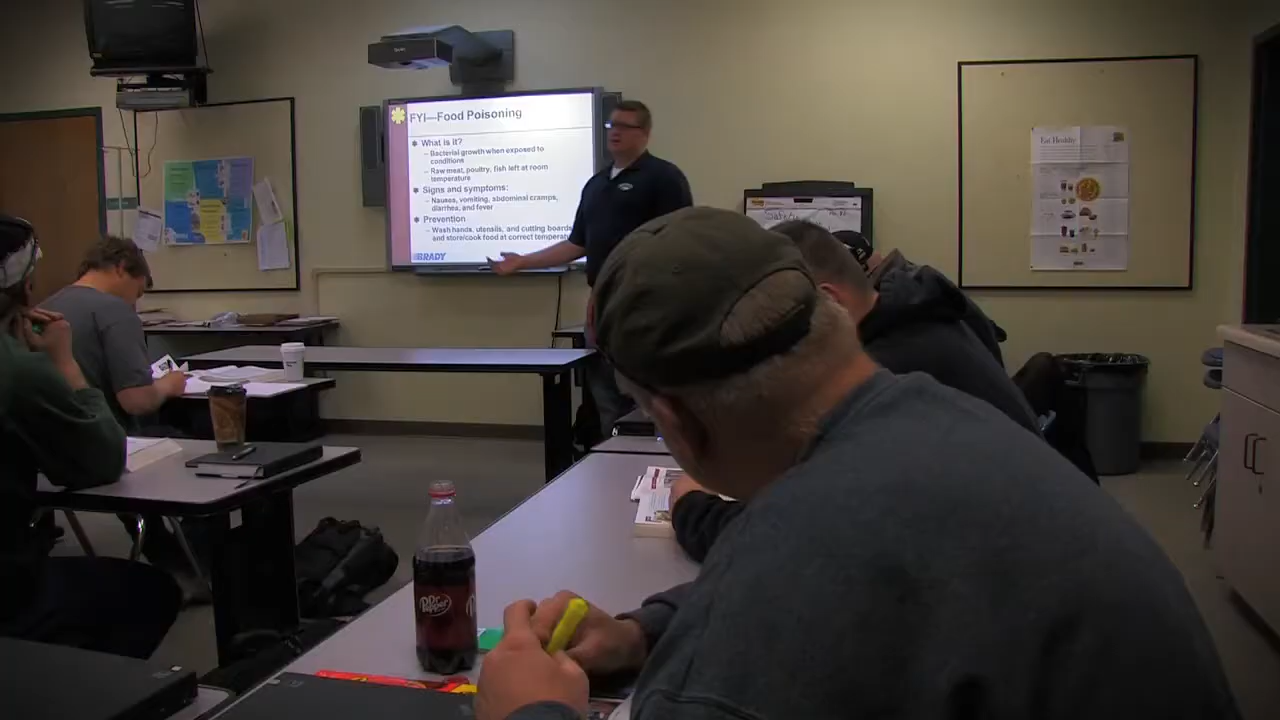 FYI—Food Poisoning
What is it?
– Bacterial growth when exposed to
conditions
– Raw meat, poultry, fish left at room
temperature
Signs and symptoms:
– Nausea, vomiting, abdominal cramps,
diarrhea, and fever
Prevention
– Wash hands, utensils, and cutting boards
and store/cook food at correct temperat
BRADY
Eat Healthy
Dr Pepper